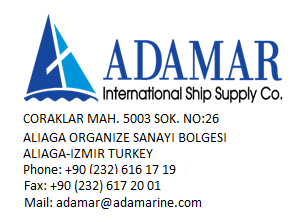 ADAMAR
International Ship Supply Co.
CORAKLAR MAH. 5003 SOK. NO:26
ALIAGA ORGANIZE SANAYI BOLGESI
ALIAGA-IZMIR TURKEY
Phone: +90 (232) 616 17 19
Fax: +90 (232) 617 20 01
Mail: adamar@adamarine.com